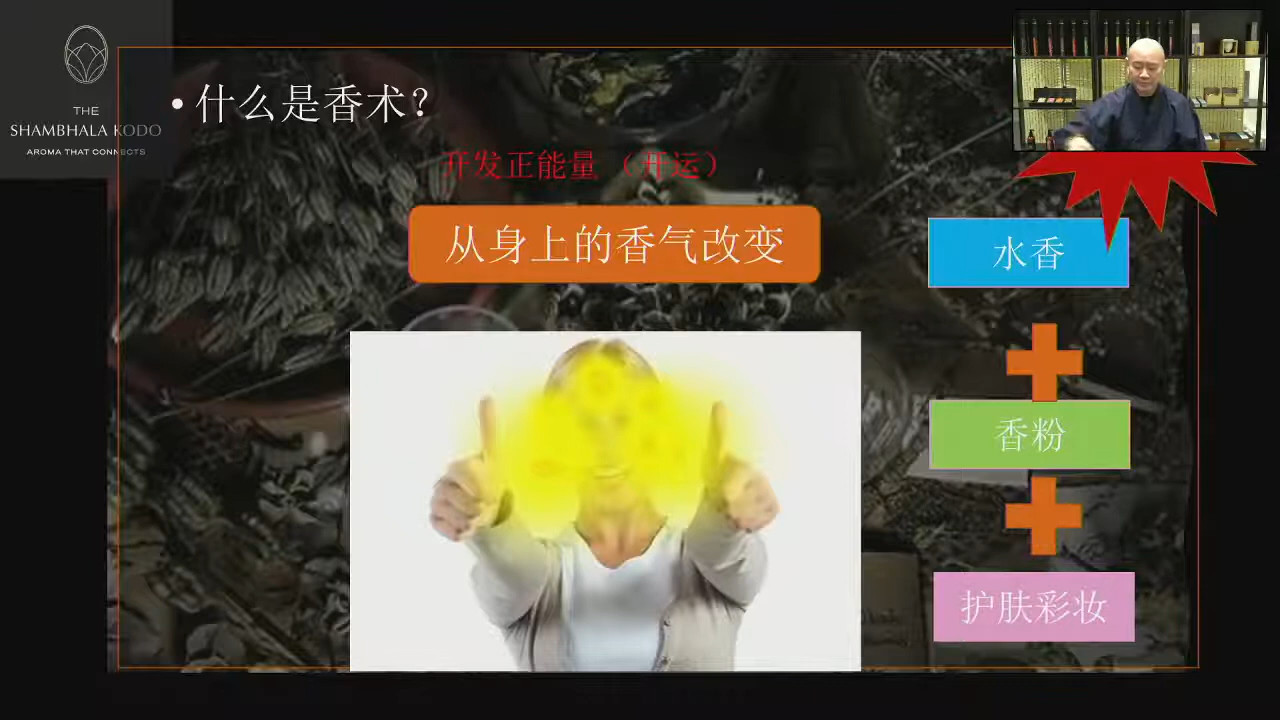 THE
SHAMBHALA KODO
AROMA THAT CONNECTS
• 什么是香术？
开发正能量（开运）
从身上的香气改变
水香
香粉
护肤彩妆